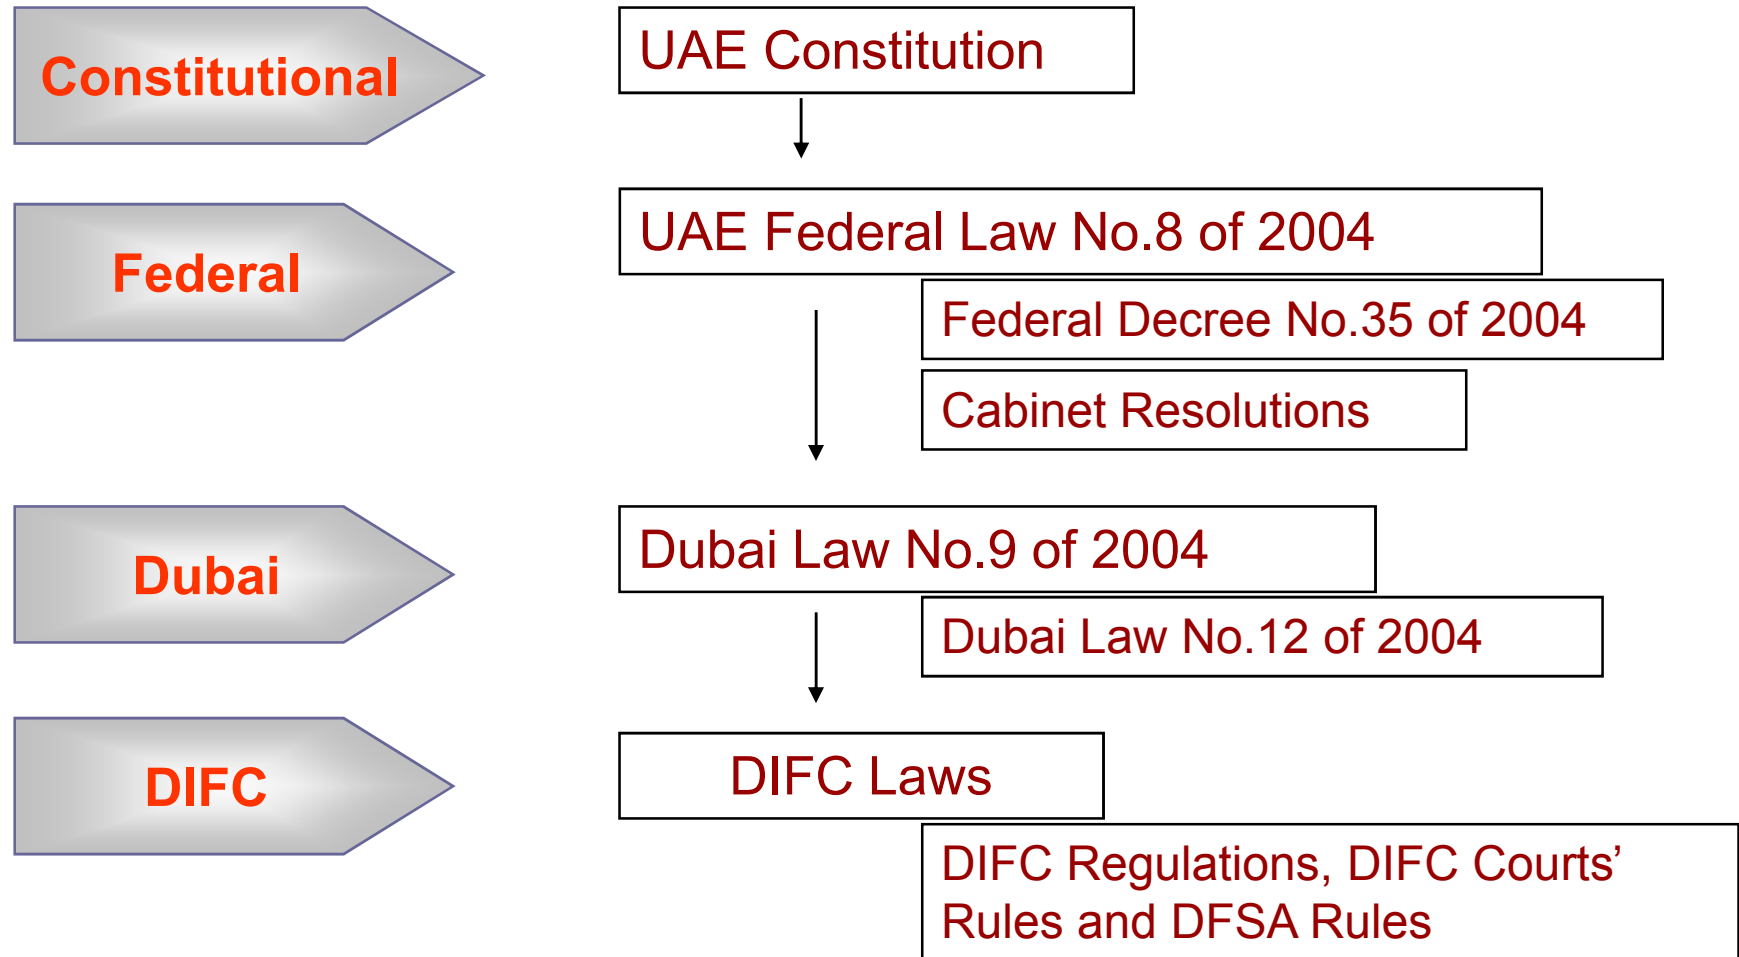 Constitutional
UAE Constitution
Federal
UAE Federal Law No.8 of 2004
Federal Decree No.35 of 2004
Cabinet Resolutions
Dubai
Dubai Law No.9 of 2004
Dubai Law No.12 of 2004
DIFC
DIFC Laws
DIFC Regulations, DIFC Courts’
Rules and DFSA Rules